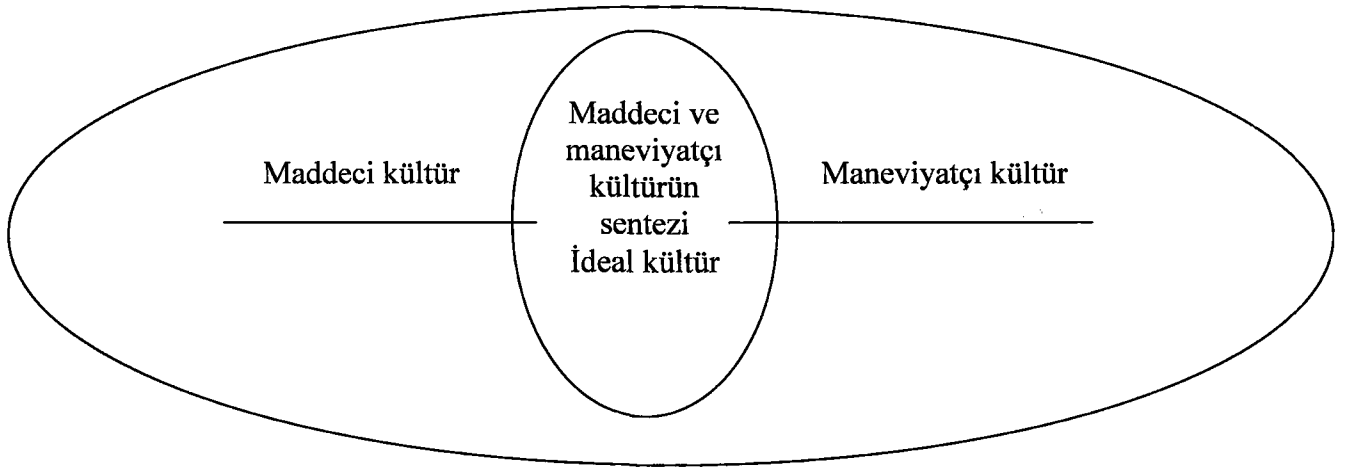 Maddeci kültür
Maddeci ve
maneviyatçı
kültürün
sentezi
İdeal kültür
Maneviyatçı kültür